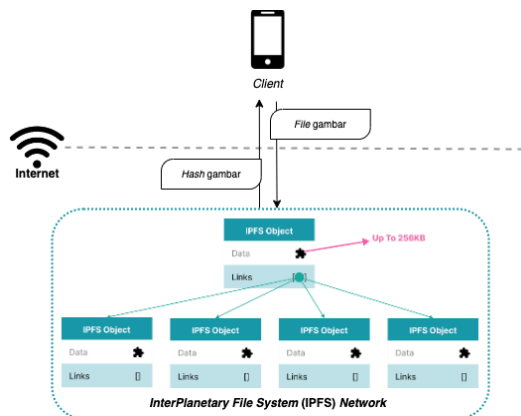 Client
File gambar
Internet
Hash gambar
IPFS Object
Data
Up To 256KB
Links []
IPFS Object
Data
Links []
IPFS Object
Data
Links []
IPFS Object
Data
Links []
IPFS Object
Data
Links []
InterPlanetary File System (IPFS) Network